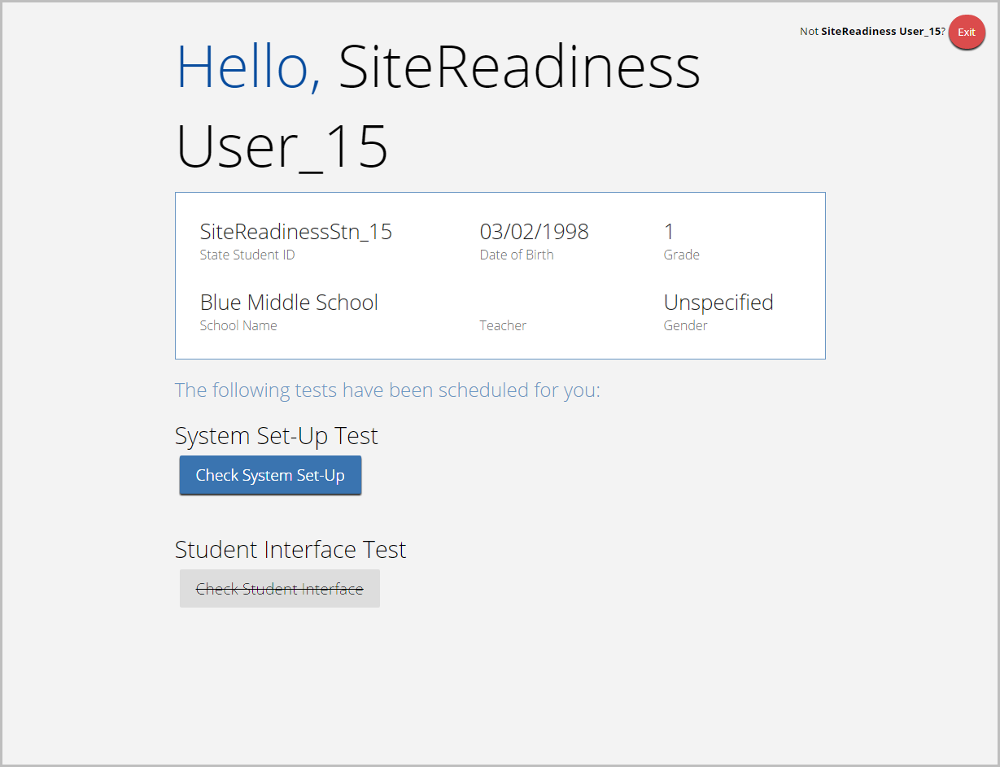 Not SiteReadiness User_15? Exit
Hello, SiteReadiness
User_15
SiteReadinessStn_15 03/02/1998 1
State Student ID Date of Birth Grade
Blue Middle School Unspecified
School Name Teacher Gender
The following tests have been scheduled for you:
System Set-Up Test
Check System Set-Up
Student Interface Test
Check Student Interface